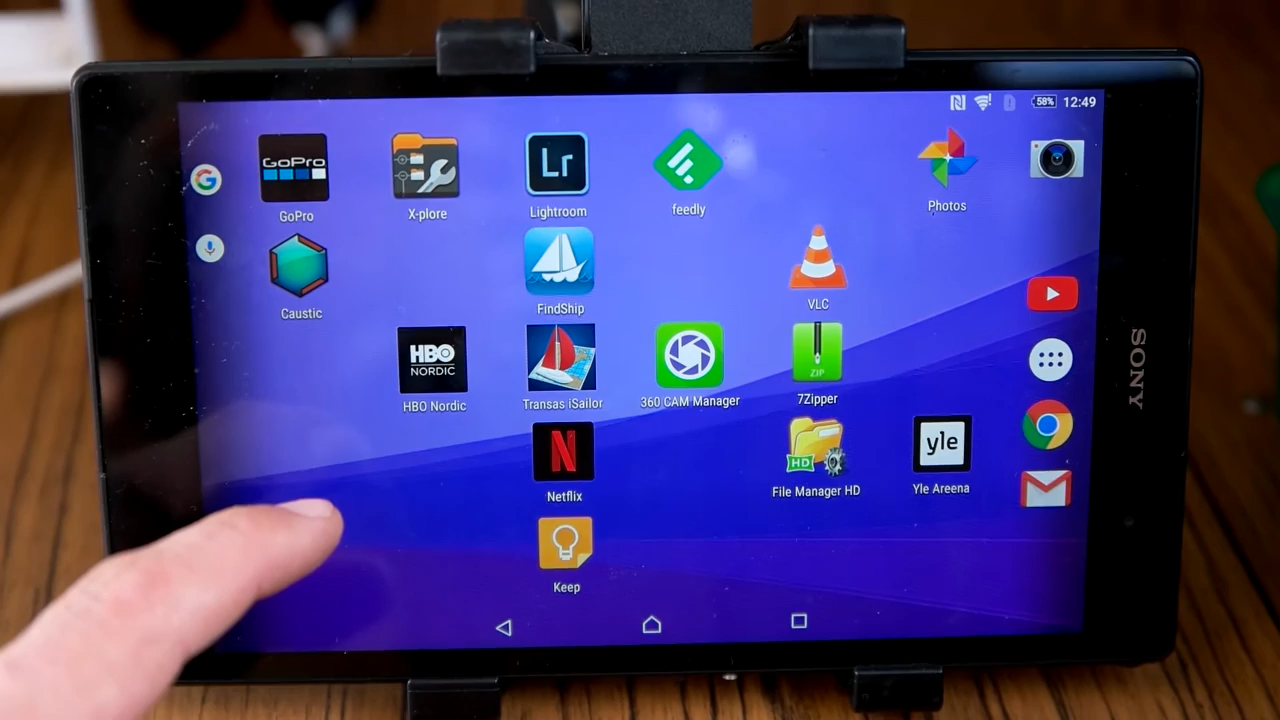 58%
12:49
GoPro
Lr
GoPro
X-plore
Lightroom
feedly
Photos
G
Caustic
FindShip
VLC
HBO
NORDIC
ZIP
HBO Nordic
Transas iSailor
360 CAM Manager
7Zipper
SONY
N
HD
yle
Netflix
File Manager HD
Yle Areena
Keep